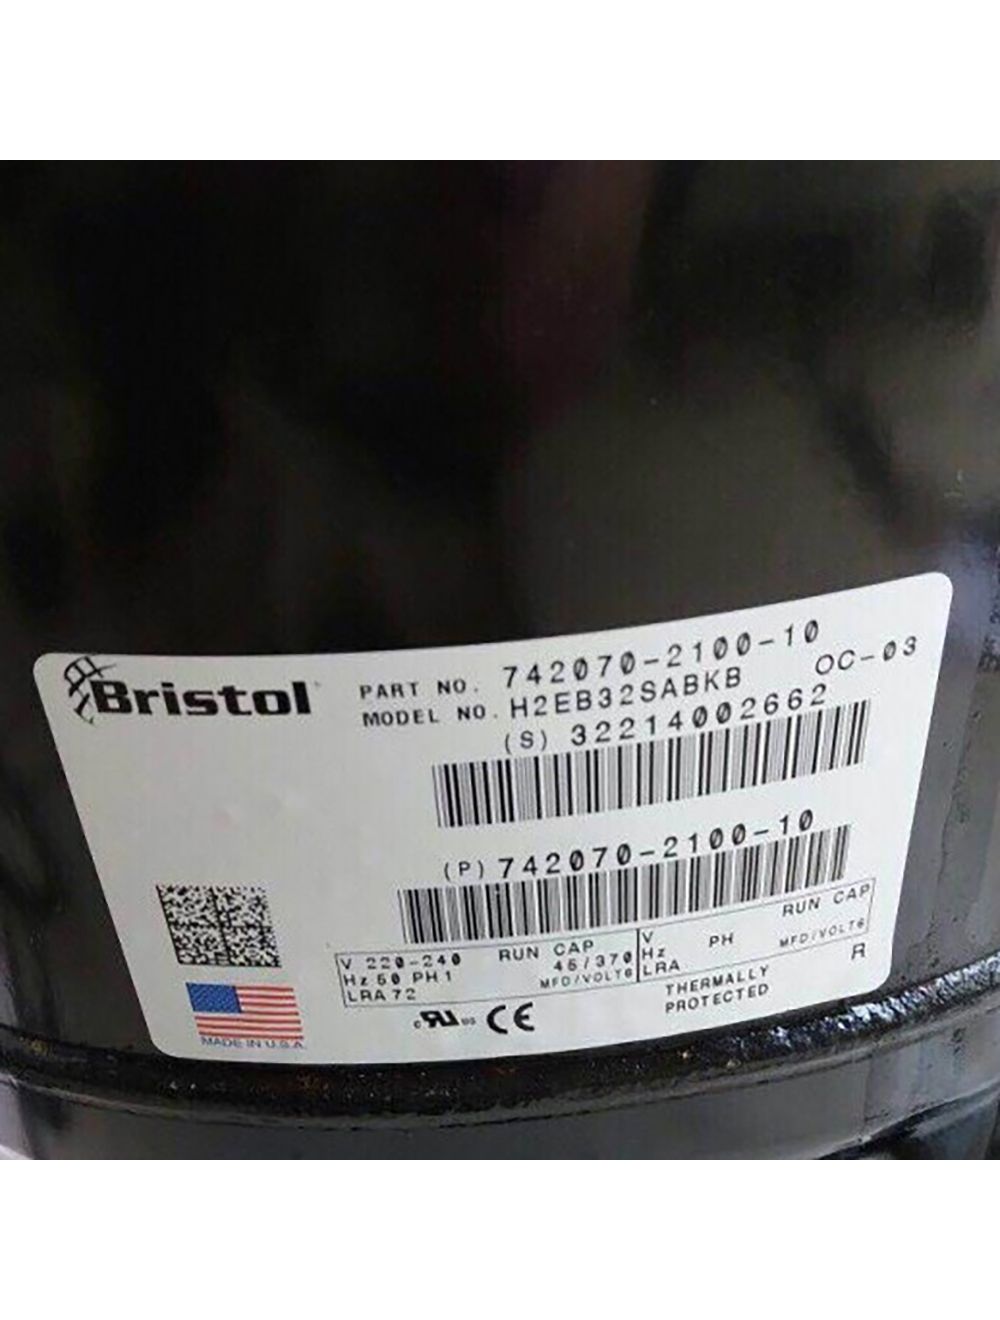 Bristol
PART NO. 742070-2100-10
MODEL NO. H2EB32SABKB OC-03
(S) 32214002662
(P) 742070-2100-10
V 220-240 RUN CAP
Hz 50 PH 1 45/370
LRA 72 MFD/VOLTS
V PH RUN CAP
Hz MFD/VOLTS
LRA R
THERMALLY
PROTECTED
c UR us CE
MADE IN U.S.A.